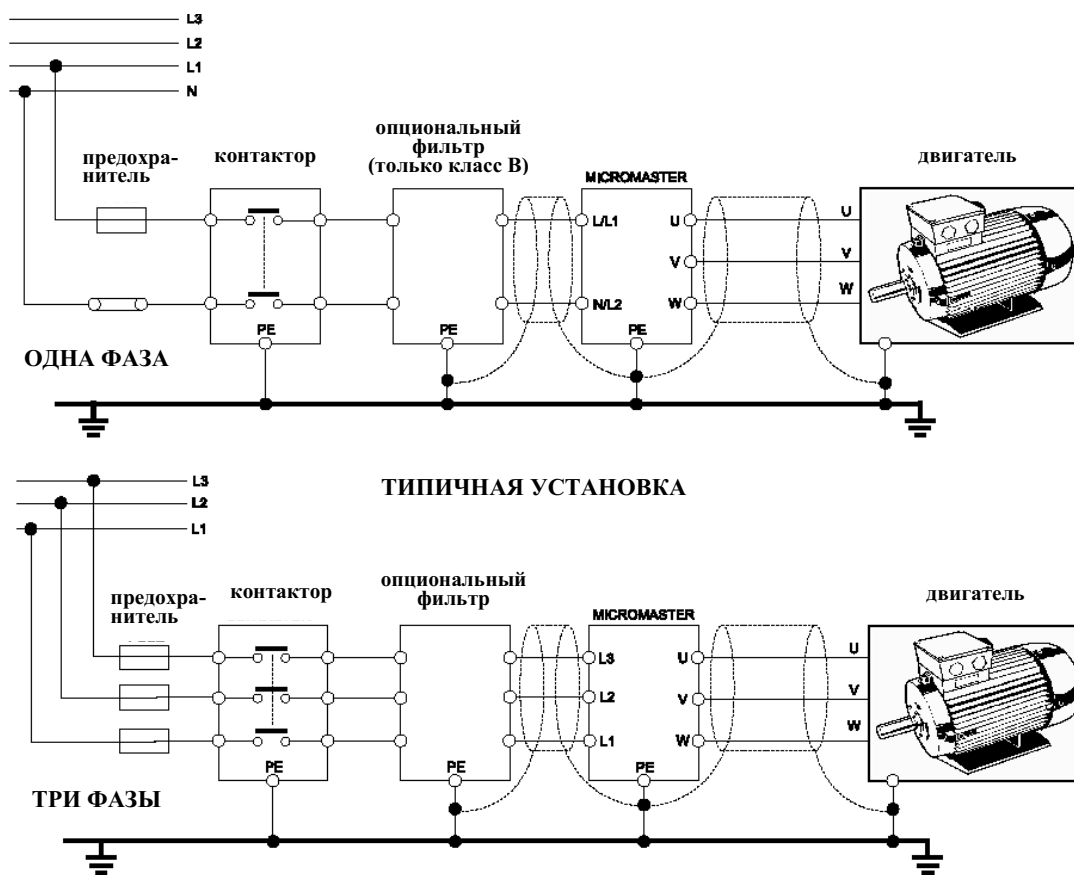 L3
L2
L1
N
предохра-
нитель
контактор
опциональный
фильтр
(только класс В)
MICROMASTER
двигатель
L/L1
U
U
V
V
N/L2
W
W
PE
PE
PE
ОДНА ФАЗА
ТИПИЧНАЯ УСТАНОВКА
L3
L2
L1
предохра-
нитель
контактор
опциональный
фильтр
MICROMASTER
двигатель
L3
U
U
L2
V
V
L1
W
W
PE
PE
PE
ТРИ ФАЗЫ